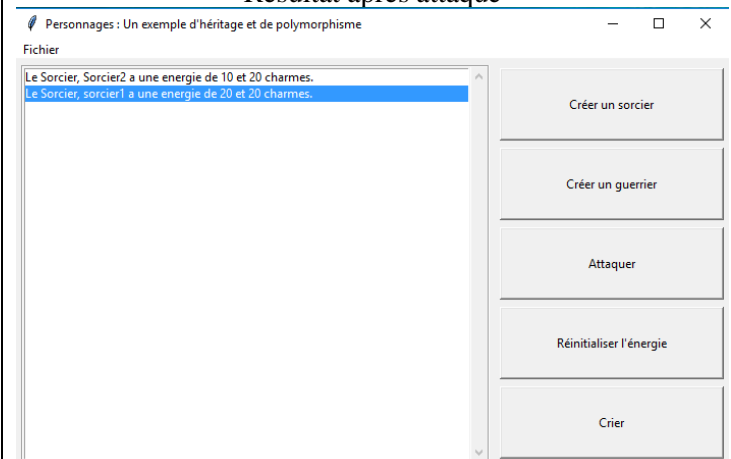 Résultat après attaque
Personnages : Un exemple d'héritage et de polymorphisme
Fichier
Le Sorcier, Sorcier2 a une energie de 10 et 20 charmes.
Le Sorcier, sorcier1 a une energie de 20 et 20 charmes.
Créer un sorcier
Créer un guerrier
Attaquer
Réinitialiser l'énergie
Crier